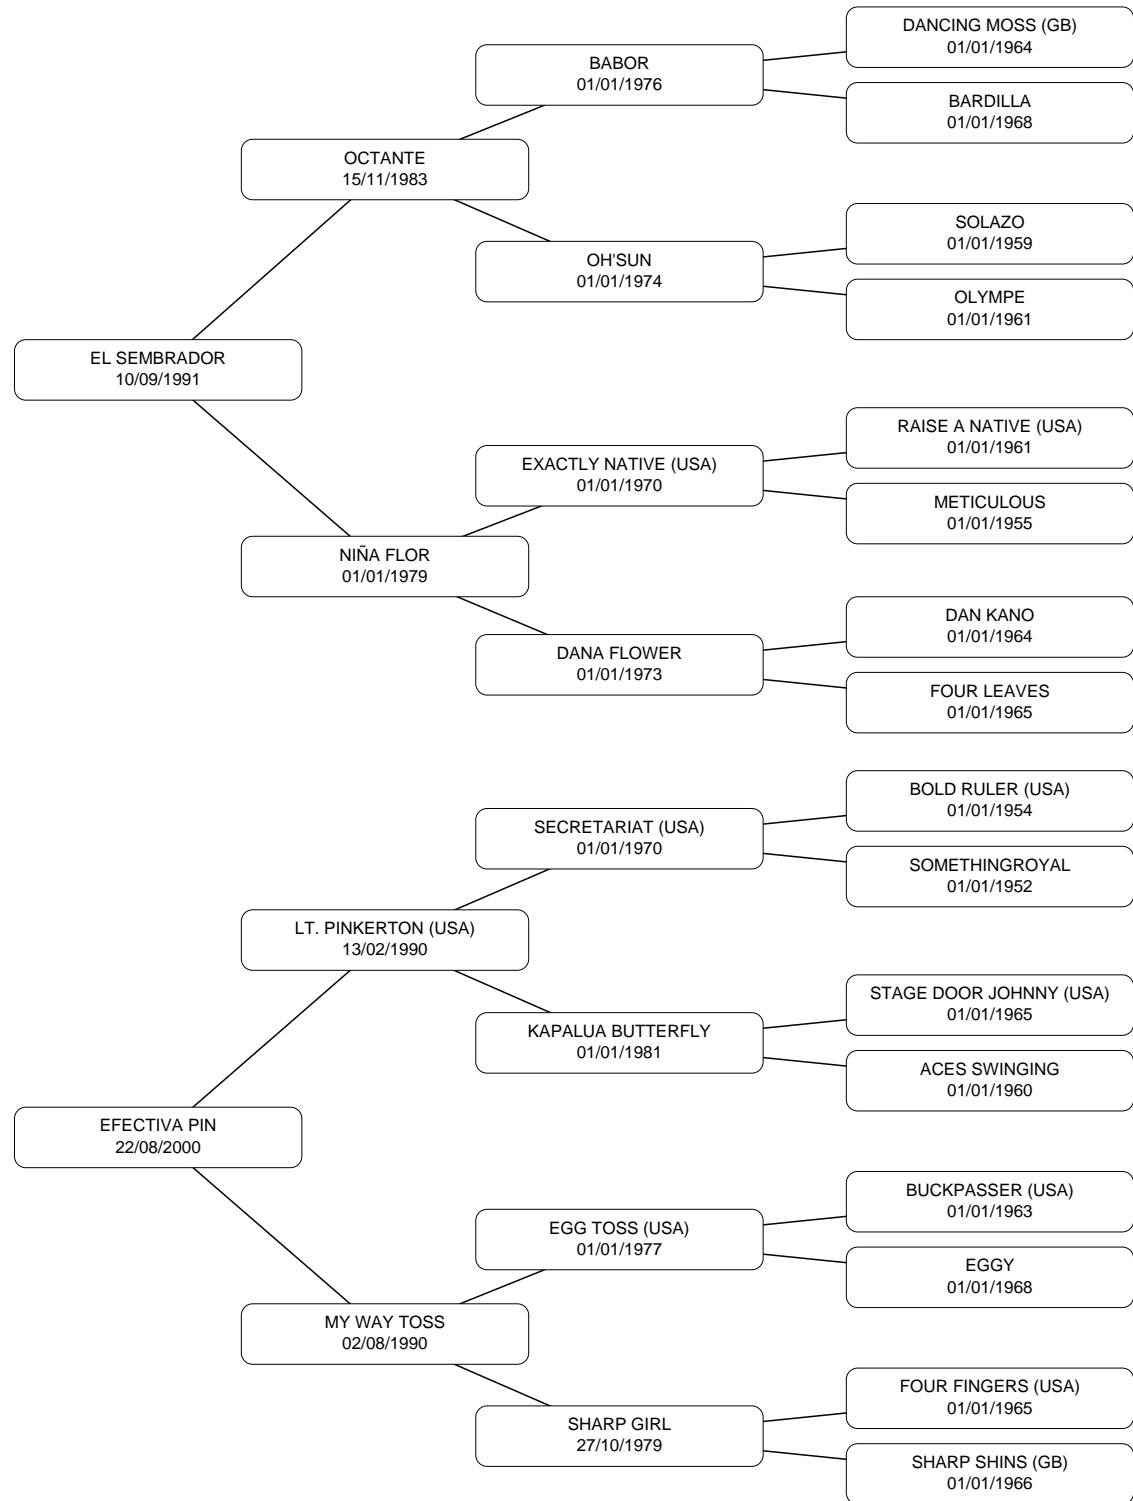 DANCING MOSS (GB)
01/01/1964
BABOR
01/01/1976
BARDILLA
01/01/1968
OCTANTE
15/11/1983
SOLAZO
01/01/1959
OH'SUN
01/01/1974
OLYMPE
01/01/1961
EL SEMBRADOR
10/09/1991
RAISE A NATIVE (USA)
01/01/1961
EXACTLY NATIVE (USA)
01/01/1970
METICULOUS
01/01/1955
NIÑA FLOR
01/01/1979
DAN KANO
01/01/1964
DANA FLOWER
01/01/1973
FOUR LEAVES
01/01/1965
BOLD RULER (USA)
01/01/1954
SECRETARIAT (USA)
01/01/1970
SOMETHINGROYAL
01/01/1952
LT. PINKERTON (USA)
13/02/1990
STAGE DOOR JOHNNY (USA)
01/01/1965
KAPALUA BUTTERFLY
01/01/1981
ACES SWINGING
01/01/1960
EFECTIVA PIN
22/08/2000
BUCKPASSER (USA)
01/01/1963
EGG TOSS (USA)
01/01/1977
EGGY
01/01/1968
MY WAY TOSS
02/08/1990
FOUR FINGERS (USA)
01/01/1965
SHARP GIRL
27/10/1979
SHARP SHINS (GB)
01/01/1966